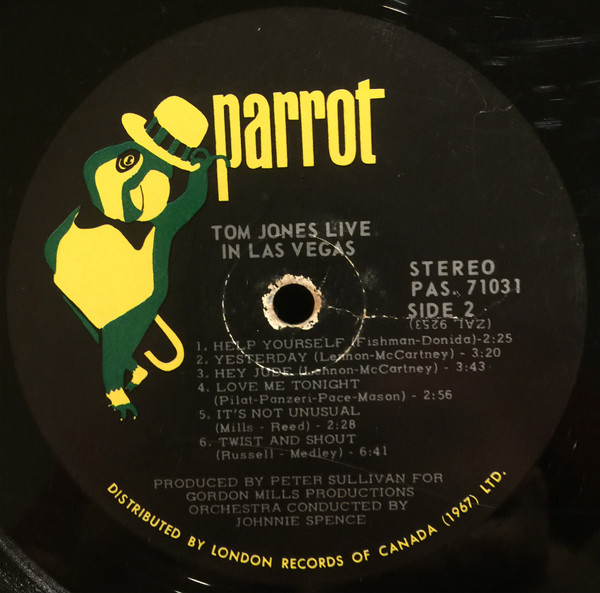 parrot
TOM JONES LIVE
IN LAS VEGAS
STEREO
PAS. 71031
SIDE 2
(ZAL. 9253)
1. HELP YOURSELF (Fishman-Donida)-2:25
2. YESTERDAY (Lennon-McCartney) - 3:20
3. HEY JUDE (Lennon-McCartney) - 3:43
4. LOVE ME TONIGHT
(Pilat-Panzeri-Pace-Mason) - 2:56
5. IT'S NOT UNUSUAL
(Mills - Reed) - 2:28
6. TWIST AND SHOUT
(Russell - Medley) - 6:41
PRODUCED BY PETER SULLIVAN FOR
GORDON MILLS PRODUCTIONS
ORCHESTRA CONDUCTED BY
JOHNNIE SPENCE
DISTRIBUTED BY LONDON RECORDS OF CANADA (1967) LTD.